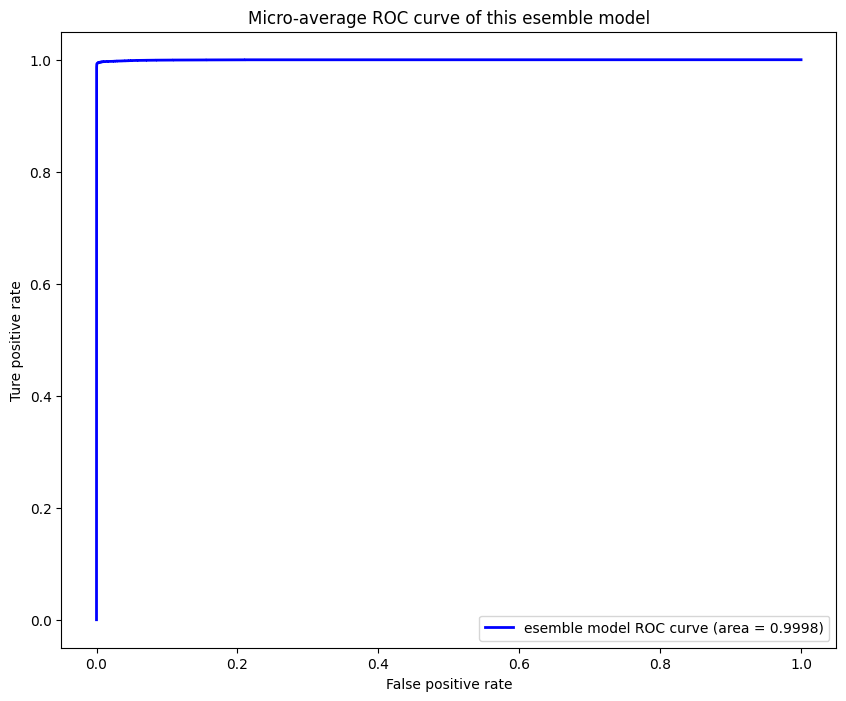 Micro-average ROC curve of this esemble model
1.0
0.8
0.6
0.4
0.2
0.0
Ture positive rate
esemble model ROC curve (area = 0.9998)
0.0 0.2 0.4 0.6 0.8 1.0
False positive rate